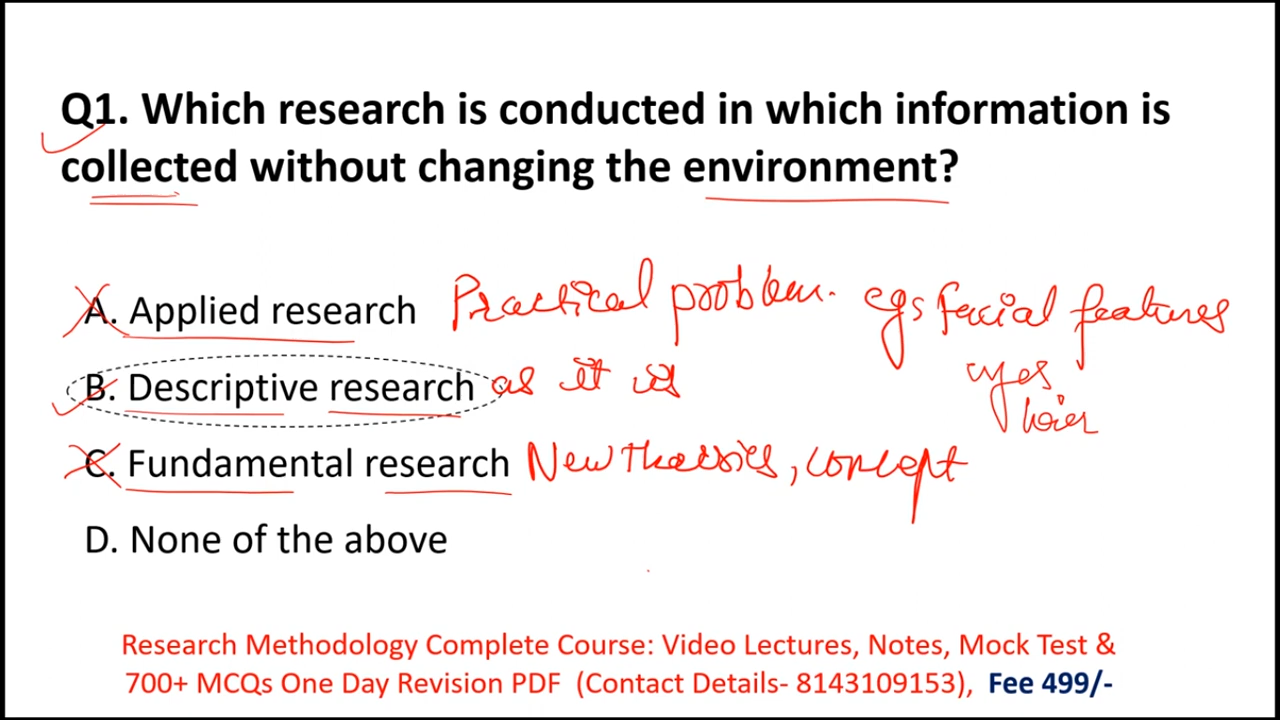 Q1. Which research is conducted in which information is
collected without changing the environment?
A. Applied research Practical problem. egs Facial features
eyes
B. Descriptive research as it is
hair
C. Fundamental research New Theories, concept
D. None of the above
Research Methodology Complete Course: Video Lectures, Notes, Mock Test &
700+ MCQs One Day Revision PDF (Contact Details- 8143109153), Fee 499/-